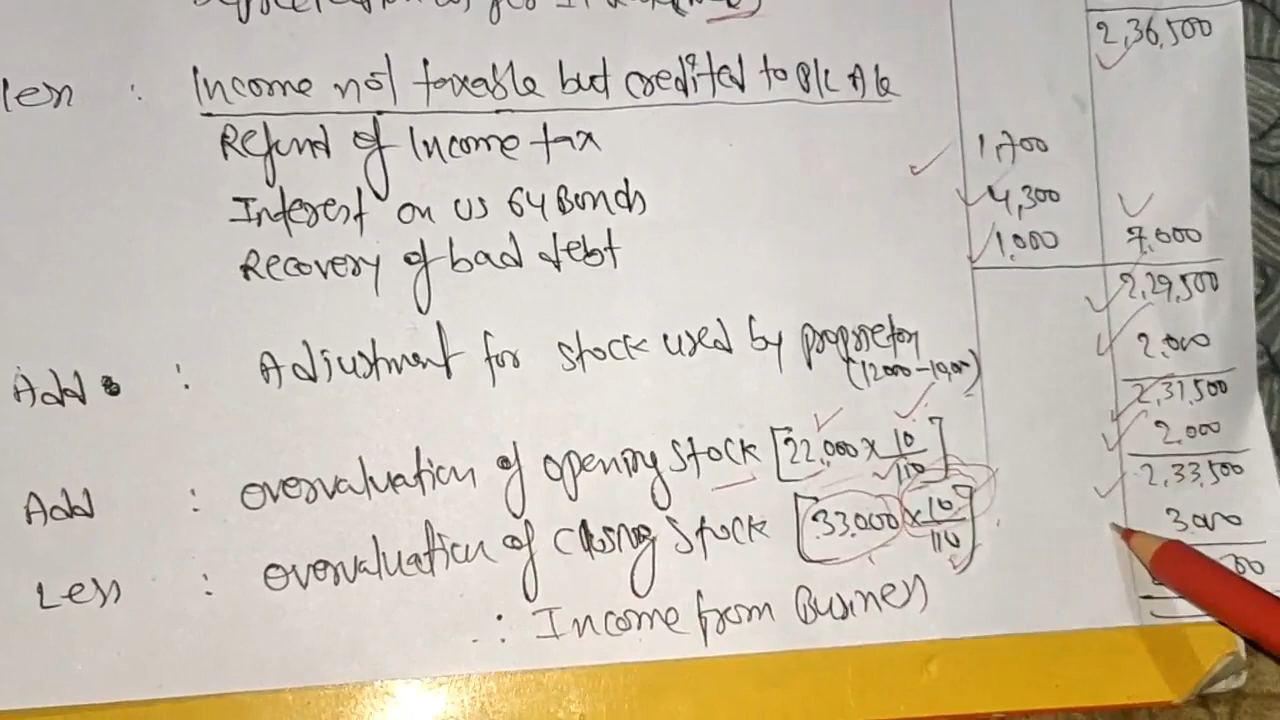 2,36,500
Less : Income not taxable but credited to P/L A/c
Refund of Income tax 1,700
Interest on US 64 Bonds 4,300
Recovery of bad debt 1,000 7,000
2,29,500
Add : Adjustment for stock used by proprietor 2,000
(12000-10,00)
2,31,500
Add : overvaluation of opening stock [22,000 × 10/110] 2,000
2,33,500
Less : overvaluation of closing stock [33,000 × 10/110] 3,000
∴ Income from Business